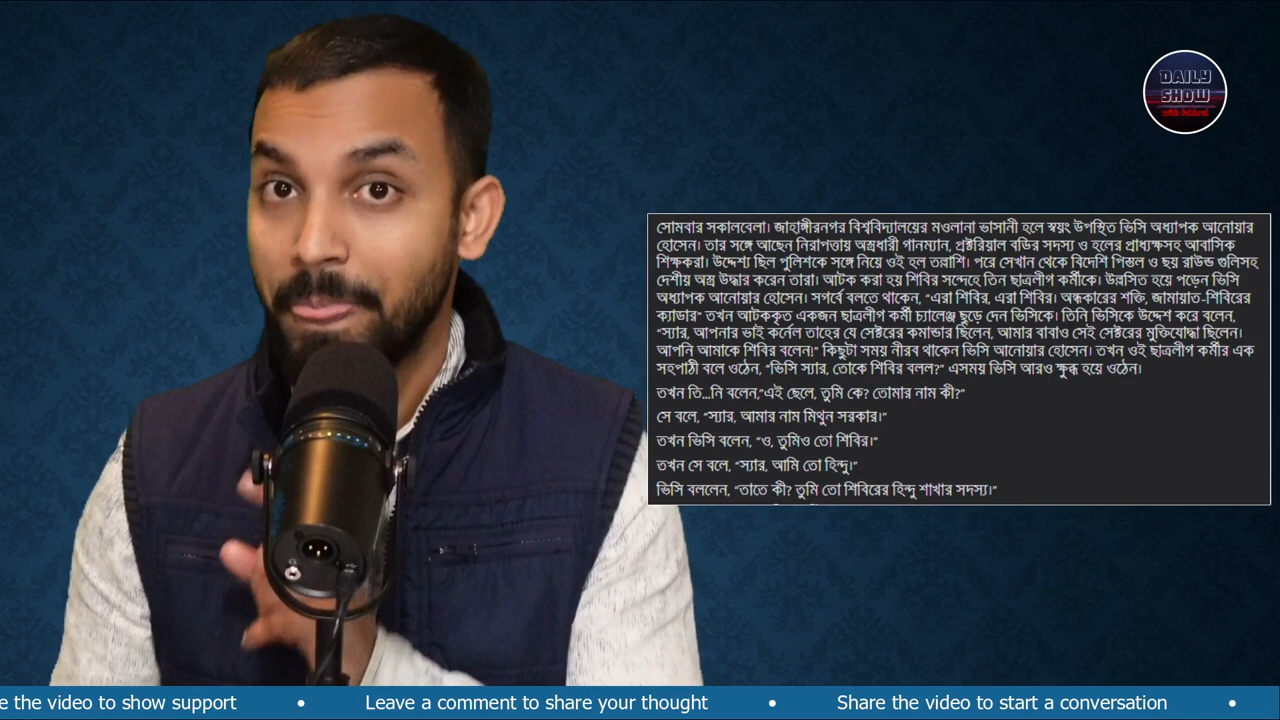 DAILY
SHOW
সোমবার সকালবেলা। জাহাঙ্গীরনগর বিশ্ববিদ্যালয়ের মওলানা ভাসানী হলে স্বয়ং উপস্থিত ভিসি অধ্যাপক আনোয়ার
হোসেন। তার সঙ্গে আছেন নিরাপত্তায় অস্ত্রধারী গানম্যান, প্রক্টরিয়াল বডির সদস্য ও হলের প্রাধ্যক্ষসহ আবাসিক
শিক্ষকরা। উদ্দেশ্য ছিল পুলিশকে সঙ্গে নিয়ে ওই হল তল্লাশি। পরে সেখান থেকে বিদেশি পিস্তল ও ছয় রাউন্ড গুলিসহ
দেশীয় অস্ত্র উদ্ধার করেন তারা। আটক করা হয় শিবির সন্দেহে তিন ছাত্রলীগ কর্মীকে। উল্লসিত হয়ে পড়েন ভিসি
অধ্যাপক আনোয়ার হোসেন। সগর্বে বলতে থাকেন, “এরা শিবির, এরা শিবির। অন্ধকারের শক্তি, জামায়াত-শিবিরের
ক্যাডার” তখন আটককৃত একজন ছাত্রলীগ কর্মী চ্যালেঞ্জ ছুড়ে দেন ভিসিকে। তিনি ভিসিকে উদ্দেশ করে বলেন,
“স্যার, আপনার ভাই কর্নেল তাহের যে সেক্টরের কমান্ডার ছিলেন, আমার বাবাও সেই সেক্টরের মুক্তিযোদ্ধা ছিলেন।
আপনি আমাকে শিবির বলেন!” কিছুটা সময় নীরব থাকেন ভিসি আনোয়ার হোসেন। তখন ওই ছাত্রলীগ কর্মীর এক
সহপাঠী বলে ওঠেন, “ভিসি স্যার, তোকে শিবির বলল?” এসময় ভিসি আরও ক্ষুব্ধ হয়ে ওঠেন।
তখন তি...নি বলেন,“এই ছেলে, তুমি কে? তোমার নাম কী?”
সে বলে, “স্যার, আমার নাম মিথুন সরকার।”
তখন ভিসি বলেন, “ও, তুমিও তো শিবির।”
তখন সে বলে, “স্যার, আমি তো হিন্দু।”
ভিসি বললেন, “তাতে কী? তুমি তো শিবিরের হিন্দু শাখার সদস্য।”
e the video to show support • Leave a comment to share your thought • Share the video to start a conversation •